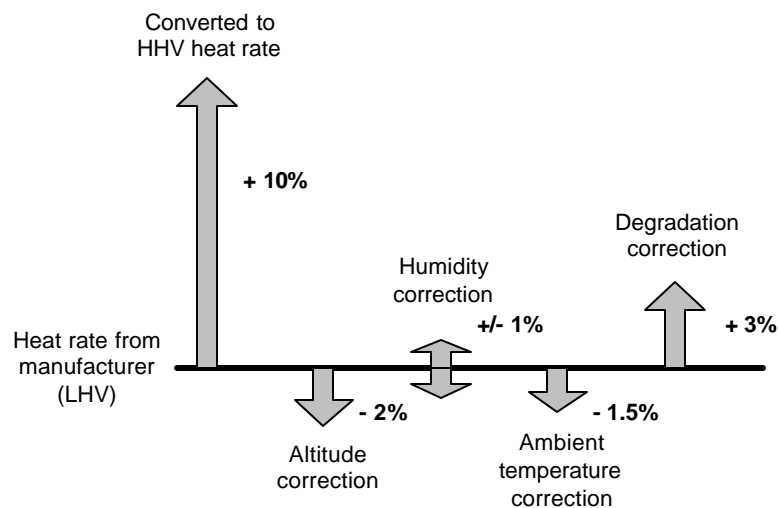 Converted to
HHV heat rate
+ 10%
Degradation
correction
Humidity
correction
+/- 1%
+ 3%
Heat rate from
manufacturer
(LHV)
- 2%
- 1.5%
Altitude
correction
Ambient
temperature
correction